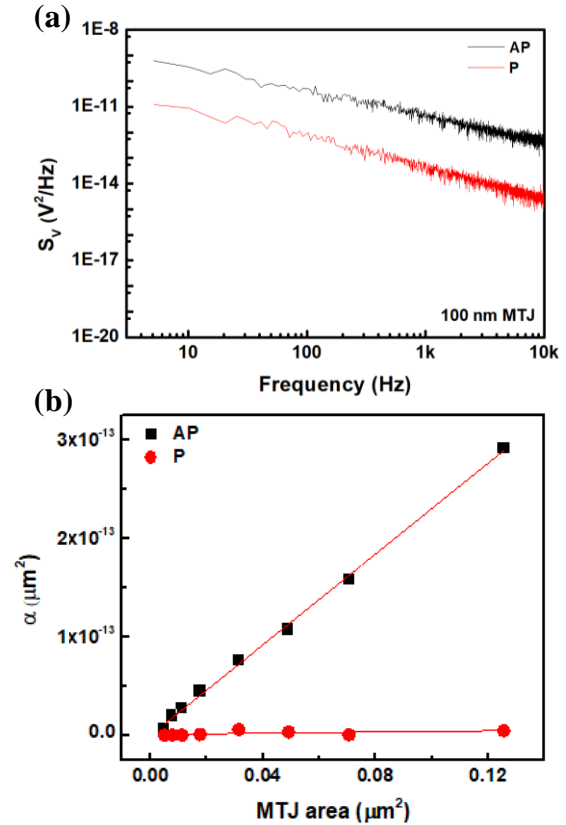 (a)
1E-8
1E-11
1E-14
1E-17
1E-20
S_V (V²/Hz)
AP
P
100 nm MTJ
10
100
1k
10k
Frequency (Hz)
(b)
AP
P
3x10⁻¹³
2x10⁻¹³
1x10⁻¹³
0.0
α (μm²)
0.00
0.04
0.08
0.12
MTJ area (μm²)